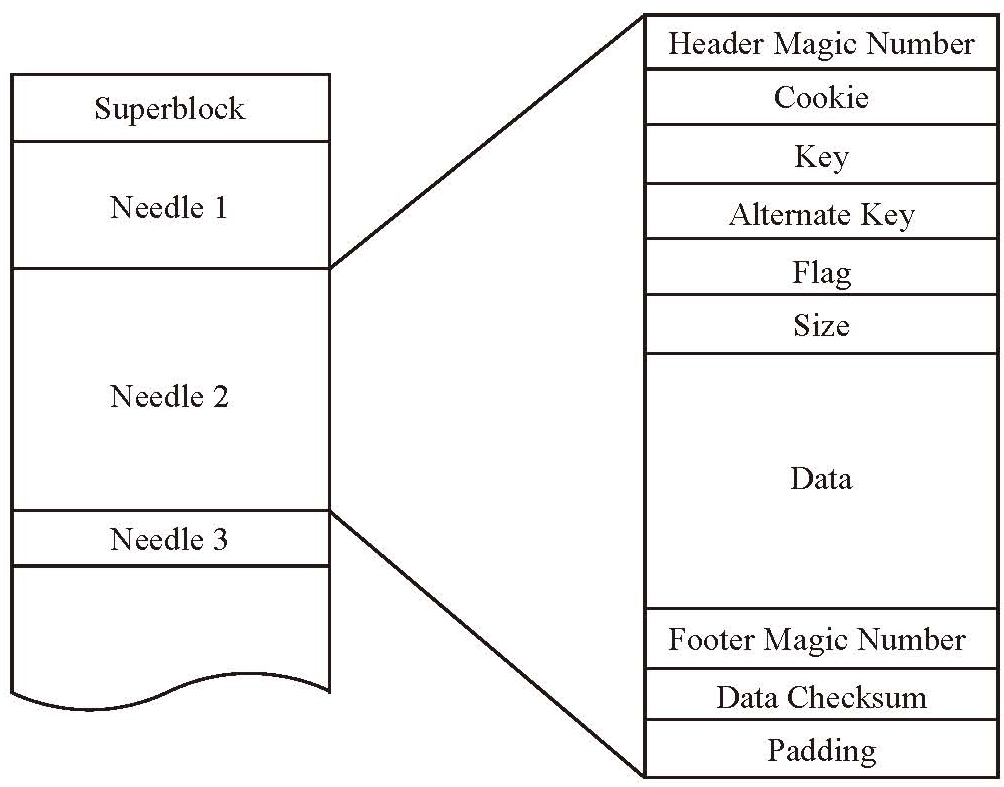 Superblock
Needle 1
Needle 2
Needle 3
Header Magic Number
Cookie
Key
Alternate Key
Flag
Size
Data
Footer Magic Number
Data Checksum
Padding